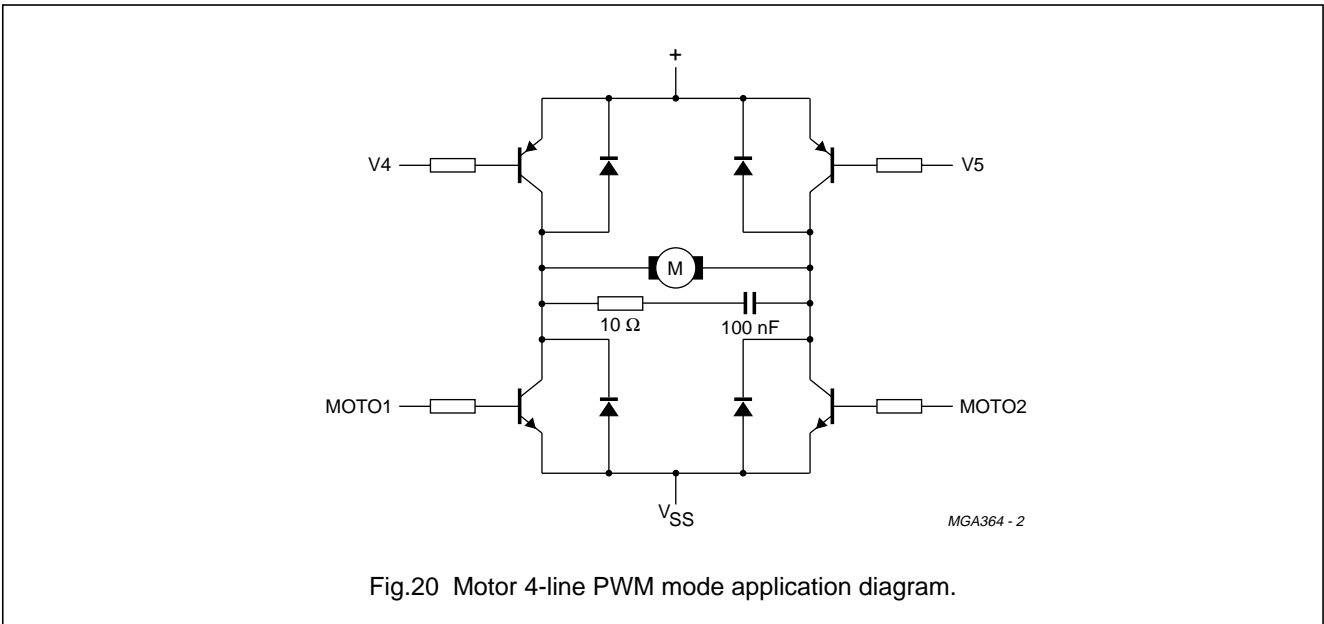 +
V4
V5
M
10 Ω
100 nF
MOTO1
MOTO2
VSS
MGA364 - 2
Fig.20 Motor 4-line PWM mode application diagram.